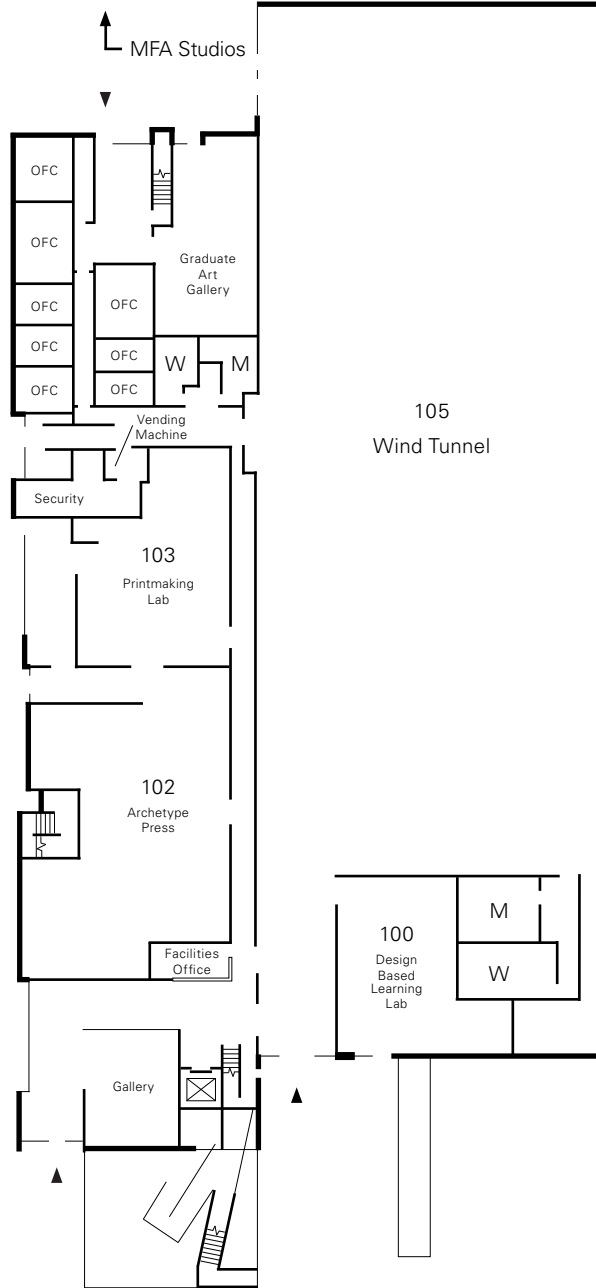 MFA Studios
OFC
OFC
Graduate
Art
Gallery
OFC
OFC
OFC
OFC
W
M
OFC
OFC
105
Wind Tunnel
Vending
Machine
Security
103
Printmaking
Lab
102
Archetype
Press
M
100
Facilities
Office
Design
Based
Learning
Lab
W
Gallery